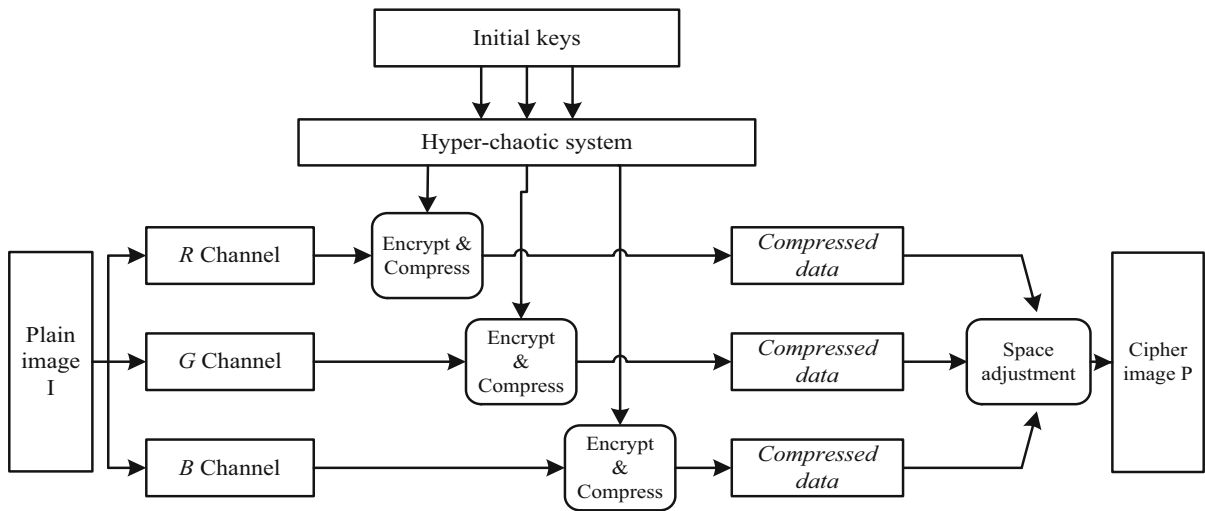 Initial keys
Hyper-chaotic system
R Channel
Encrypt &
Compress
Compressed
data
Plain
image
I
G Channel
Encrypt
&
Compress
Compressed
data
Space
adjustment
Cipher
image P
B Channel
Encrypt
&
Compress
Compressed
data